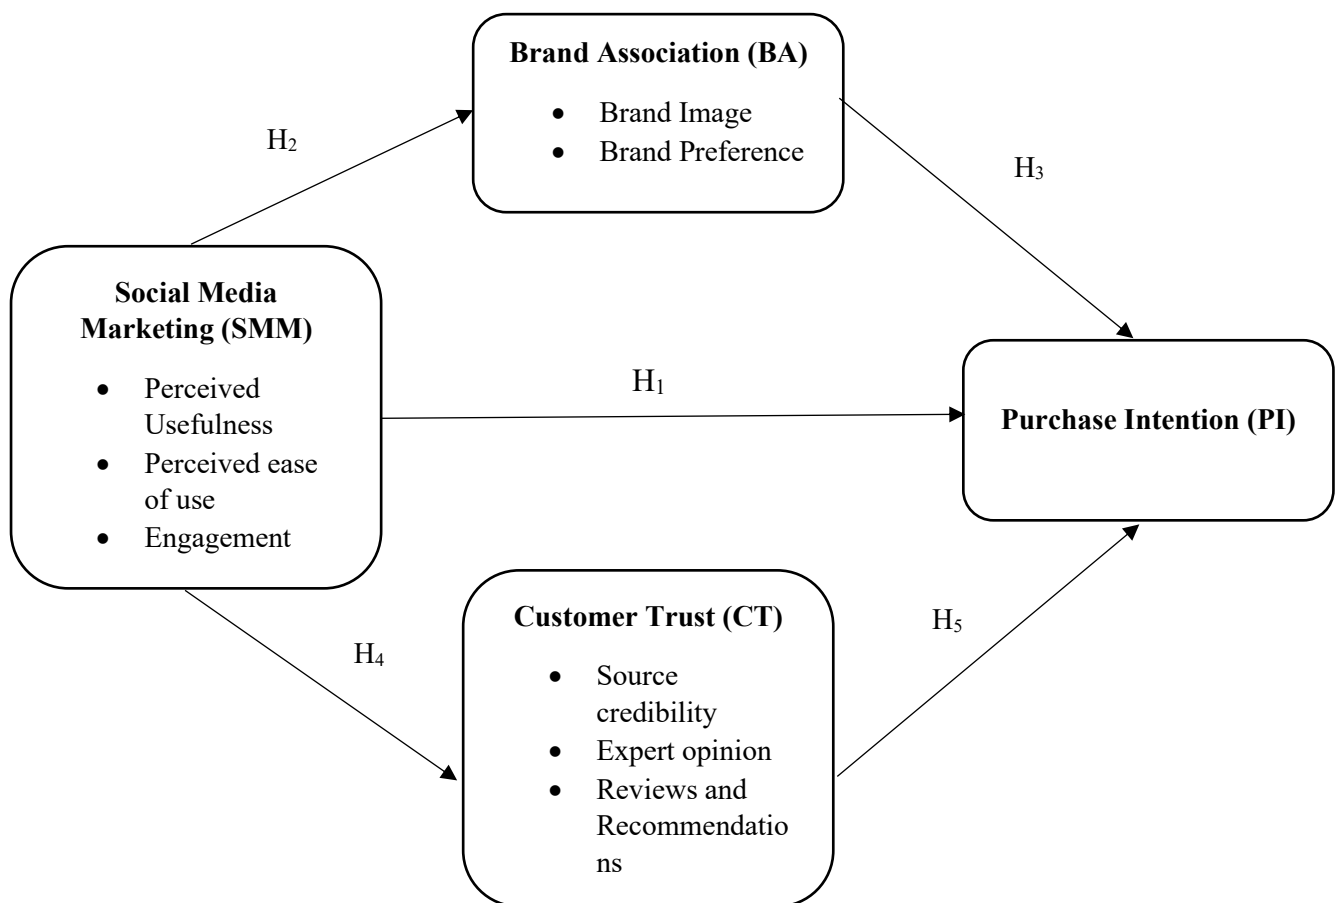 Brand Association (BA)
• Brand Image
• Brand Preference
H₂
H₃
Social Media
Marketing (SMM)
• Perceived
Usefulness
• Perceived ease
of use
• Engagement
H₁
Purchase Intention (PI)
H₄
Customer Trust (CT)
• Source
credibility
• Expert opinion
• Reviews and
Recommendatio
ns
H₅